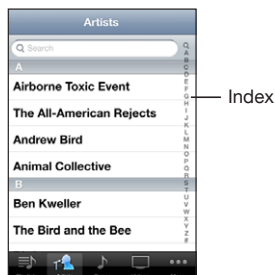 Artists
Search
A
Airborne Toxic Event
The All-American Rejects
Andrew Bird
Animal Collective
B
Ben Kweller
The Bird and the Bee
A
B
C
D
E
F
G
H
I
J
K
L
M
N
O
P
Q
R
S
T
U
V
W
X
Y
Z
#
Index